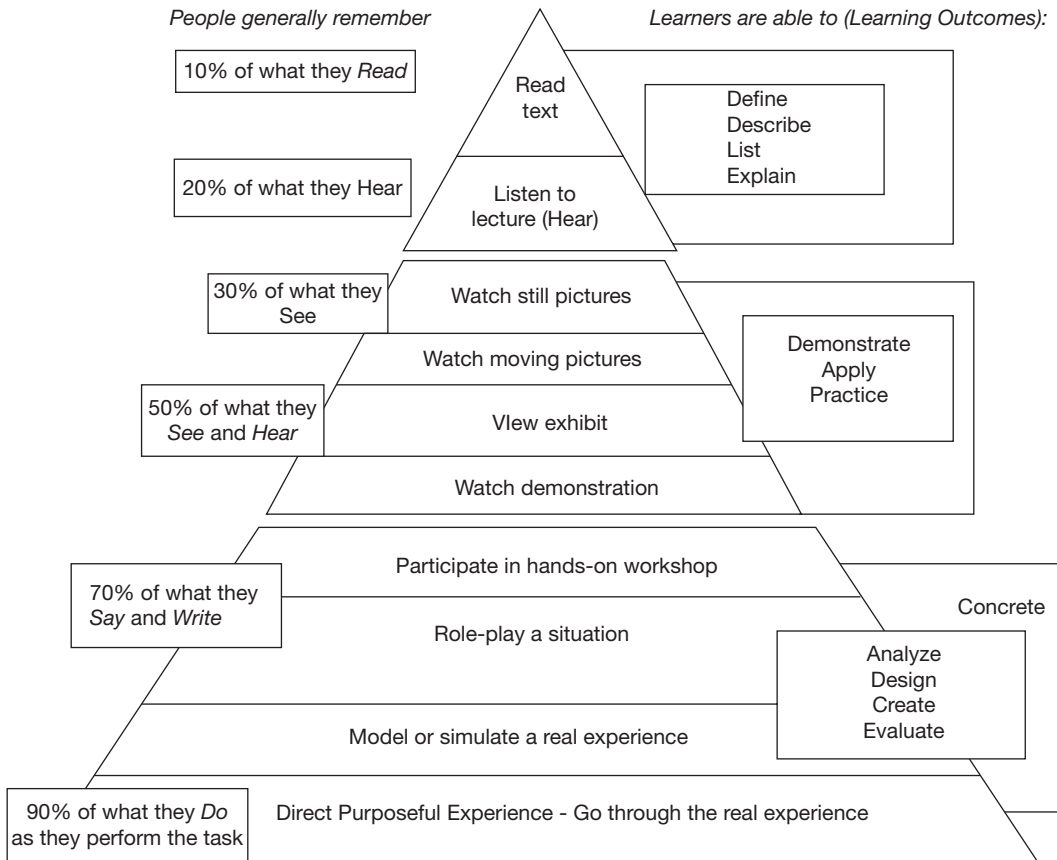 People generally remember
Learners are able to (Learning Outcomes):
10% of what they Read
Read
text
Define
Describe
List
Explain
20% of what they Hear
Listen to
lecture (Hear)
30% of what they
See
Watch still pictures
Watch moving pictures
Demonstrate
Apply
Practice
50% of what they
See and Hear
VIew exhibit
Watch demonstration
Participate in hands-on workshop
70% of what they
Say and Write
Concrete
Role-play a situation
Analyze
Design
Create
Evaluate
Model or simulate a real experience
90% of what they Do
as they perform the task
Direct Purposeful Experience - Go through the real experience